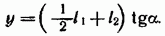 y = ( 1/2 l₁ + l₂ ) tgα.